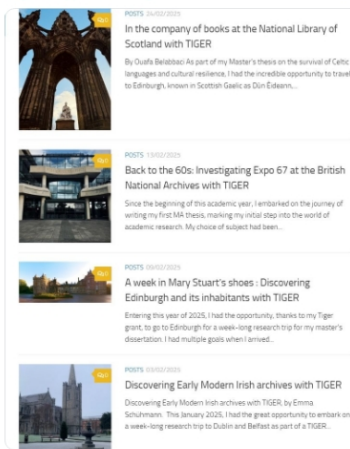 POSTS 24/02/2025
In the company of books at the National Library of
Scotland with TIGER
By Ouafa Belabbaci As part of my Master's thesis on the survival of Celtic
languages and cultural resilience, I had the incredible opportunity to travel
to Edinburgh, known in Scottish Gaelic as Dùn Èideann,...
POSTS 13/02/2025
Back to the 60s: Investigating Expo 67 at the British
National Archives with TIGER
Since the beginning of this academic year, I embarked on the journey of
writing my first MA thesis, marking my initial step into the world of
academic research. My choice of subject had been...
POSTS
A week in Mary Stuart's shoes : Discovering
Edinburgh and its inhabitants with TIGER
Entering this year of 2025, I had the opportunity, thanks to my Tiger
grant, to go to Edinburgh for a week-long research trip for my master's
dissertation. I had multiple goals when I arrived...
POSTS 03/02/2025
Discovering Early Modern Irish archives with TIGER
Discovering Early Modern Irish archives with TIGER, by Emma
Schühmann. This January 2025, I had the great opportunity to embark on
a week-long research trip to Dublin and Belfast as part of a TIGER...